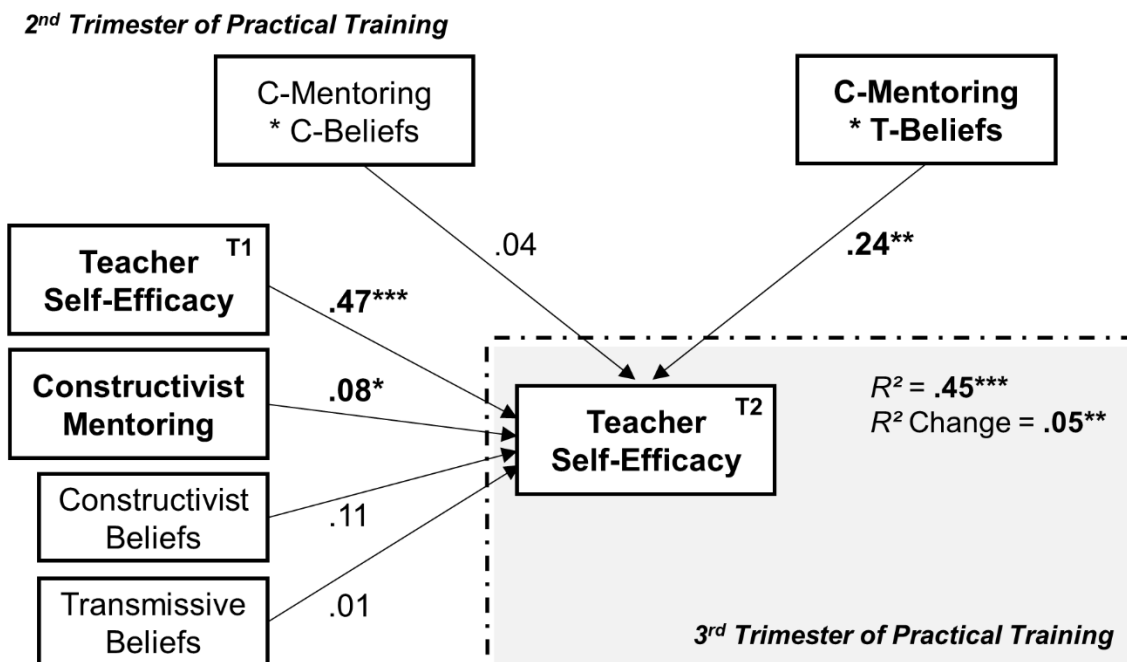 2nd Trimester of Practical Training
C-Mentoring
* C-Beliefs
C-Mentoring
* T-Beliefs
.04
.24**
T1
Teacher
Self-Efficacy
.47***
Constructivist
Mentoring
.08*
Constructivist
Beliefs
.11
Transmissive
Beliefs
.01
T2
Teacher
Self-Efficacy
R² = .45***
R² Change = .05**
3rd Trimester of Practical Training